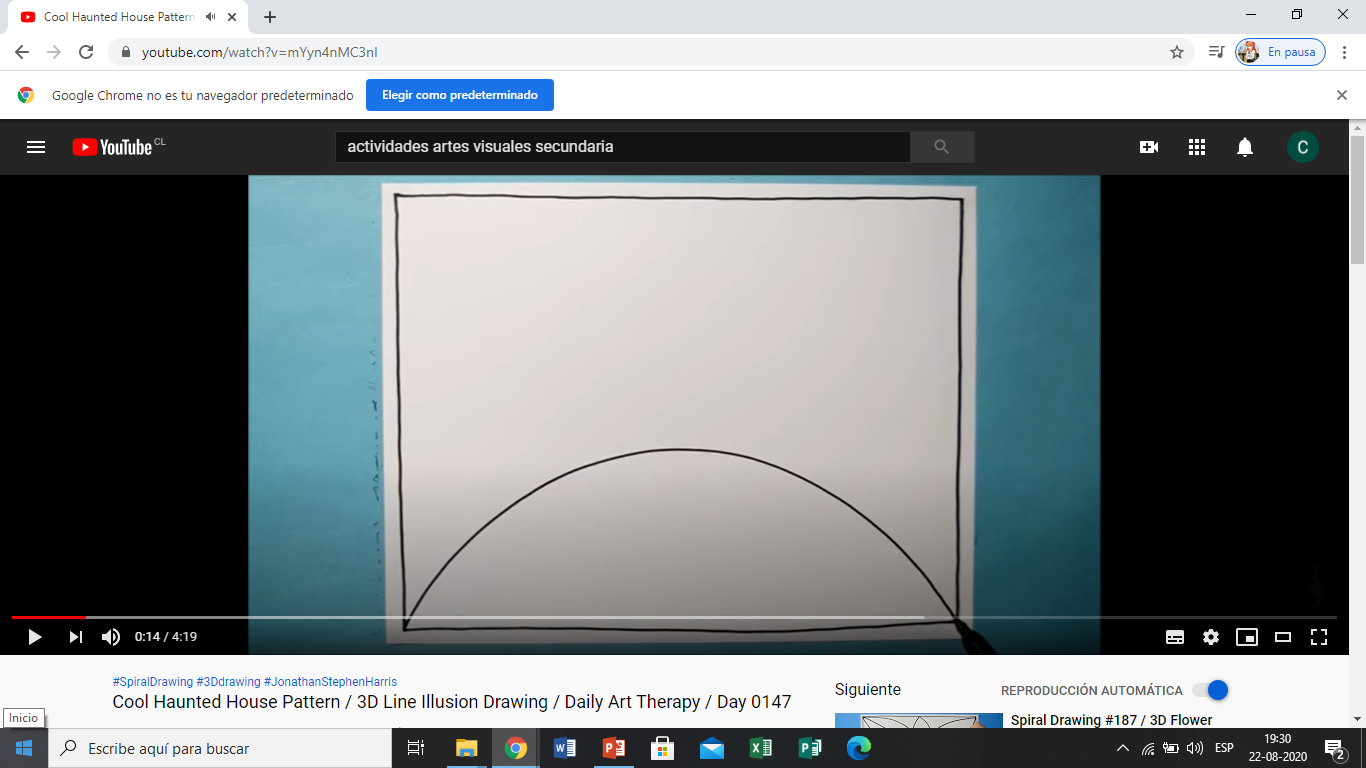 Cool Haunted House Pattern
youtube.com/watch?v=mYyn4nMC3nI
En pausa
Google Chrome no es tu navegador predeterminado
Elegir como predeterminado
YouTube CL
actividades artes visuales secundaria
C
0:14 / 4:19
#SpiralDrawing #3Ddrawing #JonathanStephenHarris
Cool Haunted House Pattern / 3D Line Illusion Drawing / Daily Art Therapy / Day 0147
Siguiente
REPRODUCCIÓN AUTOMÁTICA
Spiral Drawing #187 / 3D Flower
Inicio
Escribe aquí para buscar
ESP
19:30
22-08-2020
2